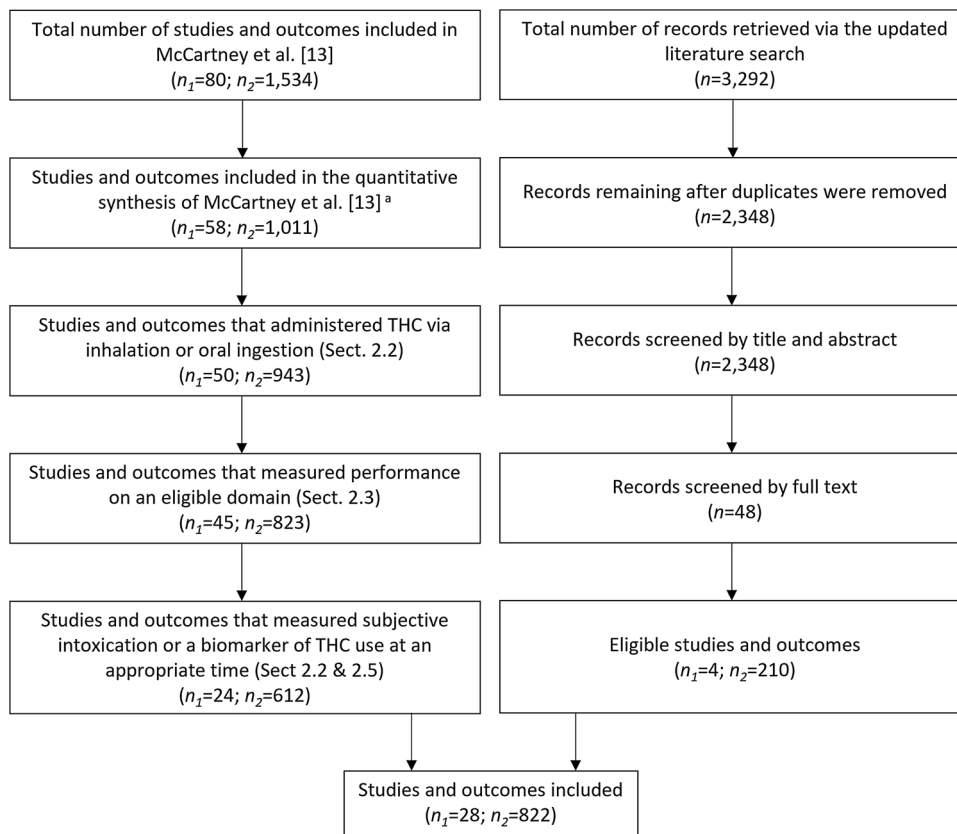 Total number of studies and outcomes included in
McCartney et al. [13]
(n1=80; n2=1,534)
Studies and outcomes included in the quantitative
synthesis of McCartney et al. [13] a
(n1=58; n2=1,011)
Studies and outcomes that administered THC via
inhalation or oral ingestion (Sect. 2.2)
(n1=50; n2=943)
Studies and outcomes that measured performance
on an eligible domain (Sect. 2.3)
(n1=45; n2=823)
Studies and outcomes that measured subjective
intoxication or a biomarker of THC use at an
appropriate time (Sect 2.2 & 2.5)
(n1=24; n2=612)
Total number of records retrieved via the updated
literature search
(n=3,292)
Records remaining after duplicates were removed
(n=2,348)
Records screened by title and abstract
(n=2,348)
Records screened by full text
(n=48)
Eligible studies and outcomes
(n1=4; n2=210)
Studies and outcomes included
(n1=28; n2=822)